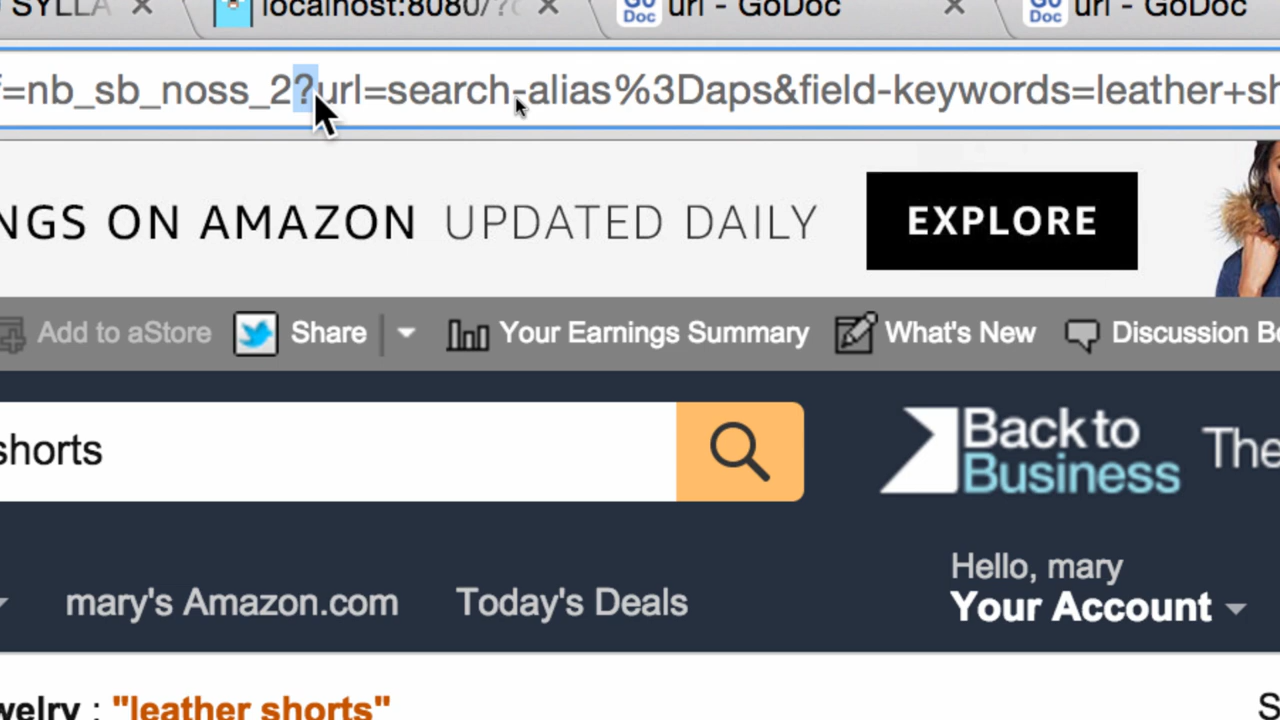 SYLLA localhost:8080/? url - GoDoc url - GoDoc
=nb_sb_noss_2?url=search-alias%3Daps&field-keywords=leather+sh
NGS ON AMAZON UPDATED DAILY EXPLORE
Add to aStore Share Your Earnings Summary What's New Discussion Bo
shorts
Back to
Business
The
Hello, mary
mary's Amazon.com Today's Deals Your Account
welry : "leather shorts" S